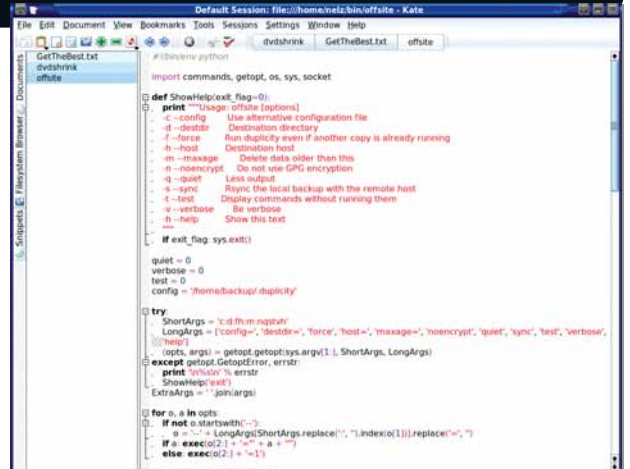 Default Session: file:///home/nelz/bin/offsite - Kate
File Edit Document View Bookmarks Tools Sessions Settings Window Help
dvdshrink GetTheBest.txt offsite
Documents
Filesystem Browser
Snippets
GetTheBest.txt
dvdshrink
offsite
#!/bin/env python
import commands, getopt, os, sys, socket
def ShowHelp(exit_flag=0):
print """Usage: offsite [options]
-c --config Use alternative configuration file
-d --destdir Destination directory
-f --force Run duplicity even if another copy is already running
-h --host Destination host
-m --maxage Delete data older than this
-n --noencrypt Do not use GPG encryption
-q --quiet Less output
-s --sync Rsync the local backup with the remote host
-t --test Display commands without running them
-v --verbose Be verbose
-h --help Show this text
"""
if exit_flag: sys.exit()
quiet = 0
verbose = 0
test = 0
config = '/home/backup/.duplicity'
try:
ShortArgs = 'c:d:fh:m:nqstvh'
LongArgs = ['config=', 'destdir=', 'force', 'host=', 'maxage=', 'noencrypt', 'quiet', 'sync', 'test', 'verbose',
'help']
(opts, args) = getopt.getopt(sys.argv[1:], ShortArgs, LongArgs)
except getopt.GetoptError, errstr:
print '\n%s\n' % errstr
ShowHelp('exit')
ExtraArgs = ' '.join(args)
for o, a in opts:
if not o.startswith('--'):
o = '--' + LongArgs[ShortArgs.replace(':', '').index(o[1])].replace('=', '')
if a: exec(o[2:] + '="' + a + '"')
else: exec(o[2:] + '=1')